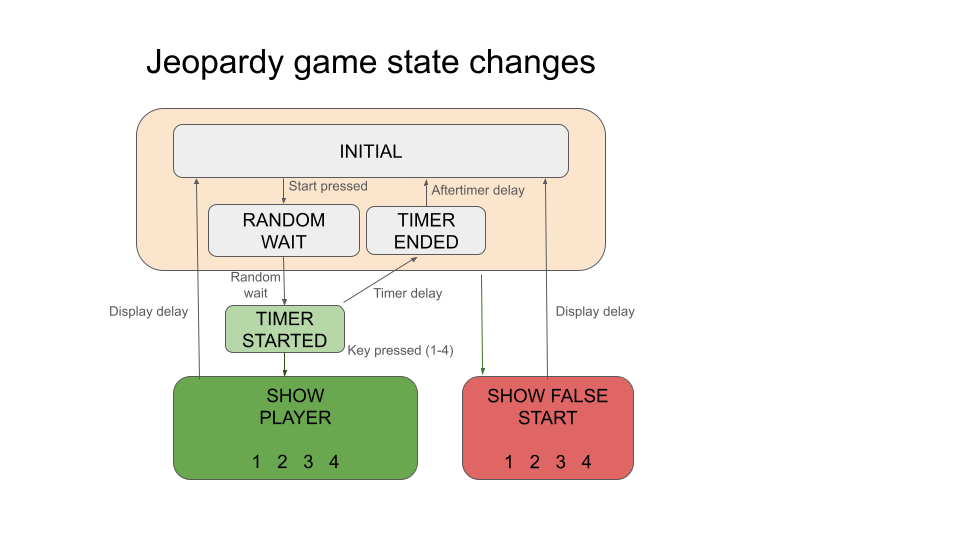 Jeopardy game state changes
INITIAL
Start pressed
Aftertimer delay
RANDOM
WAIT
TIMER
ENDED
Random
wait
Timer delay
Display delay
Display delay
TIMER
STARTED
Key pressed (1-4)
SHOW
PLAYER
1 2 3 4
SHOW FALSE
START
1 2 3 4